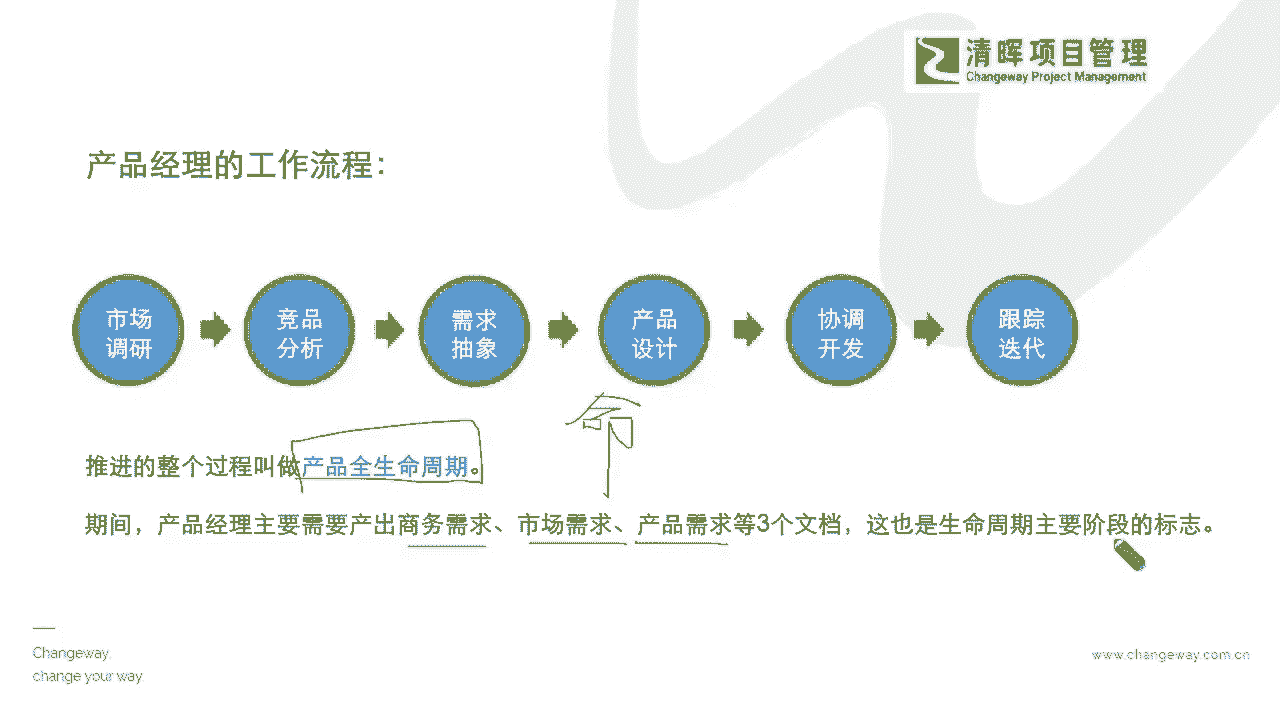 清晖项目管理
Changeway Project Management
产品经理的工作流程：
市场
调研
竞品
分析
需求
抽象
产品
设计
协调
开发
跟踪
迭代
命
推进的整个过程叫做产品全生命周期。
期间，产品经理主要需要产出商务需求、市场需求、产品需求等3个文档，这也是生命周期主要阶段的标志。
Changeway,
change your way
www.changeway.com.cn